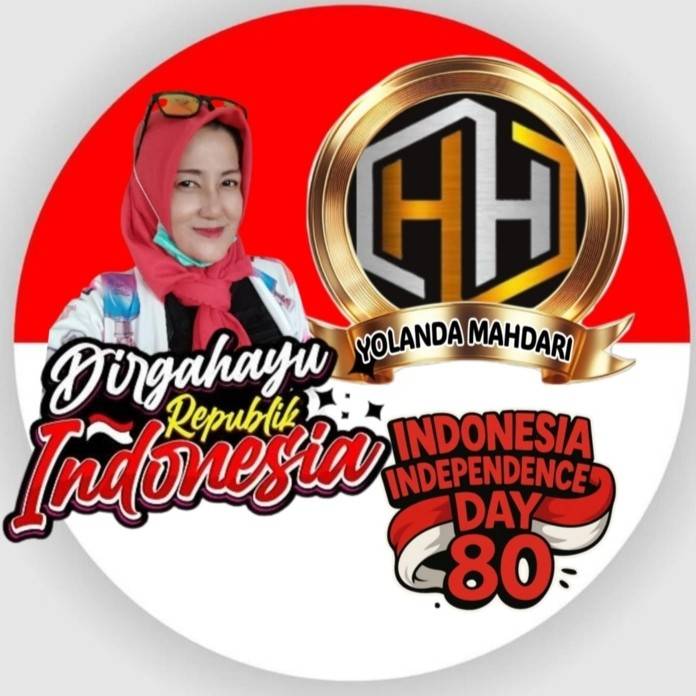 HH
YOLANDA MAHDARI
Dirgahayu
Republik
Indonesia
INDONESIA
INDEPENDENCE
DAY
80